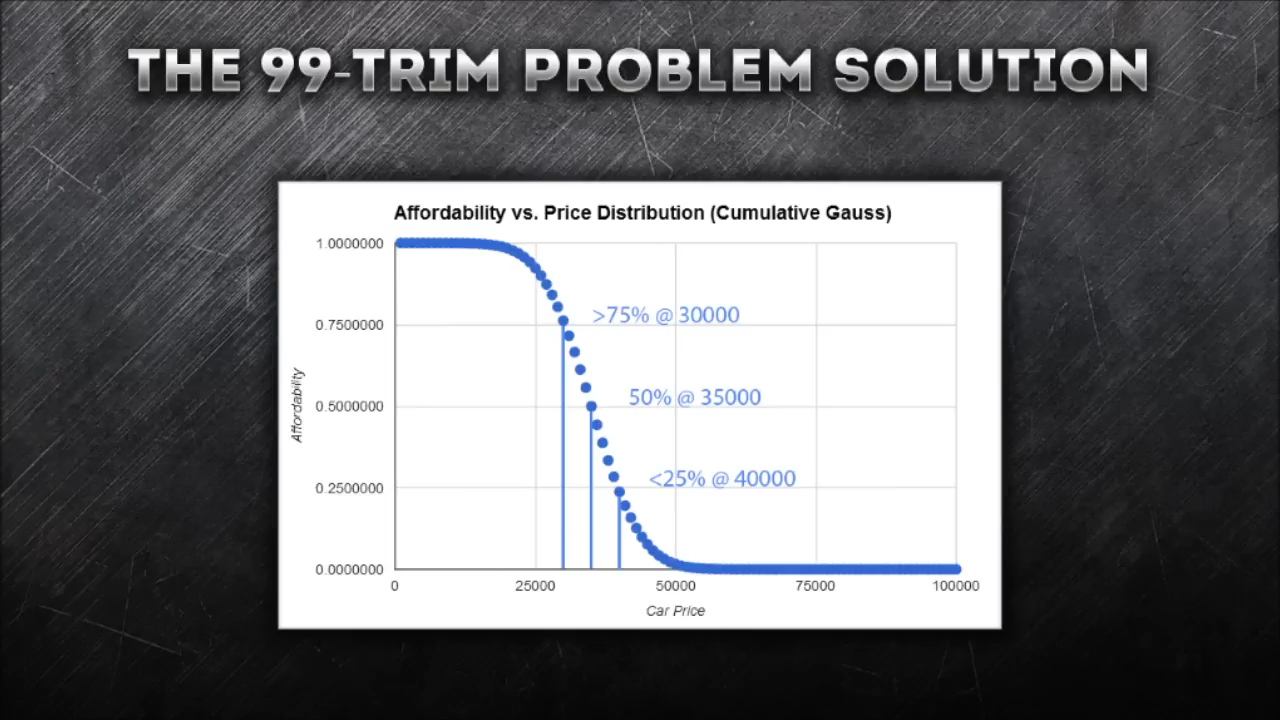 THE 99-TRIM PROBLEM SOLUTION
Affordability vs. Price Distribution (Cumulative Gauss)
1.0000000
>75% @ 30000
0.7500000
50% @ 35000
0.5000000
Affordability
<25% @ 40000
0.2500000
0.0000000
0 25000 50000 75000 100000
Car Price